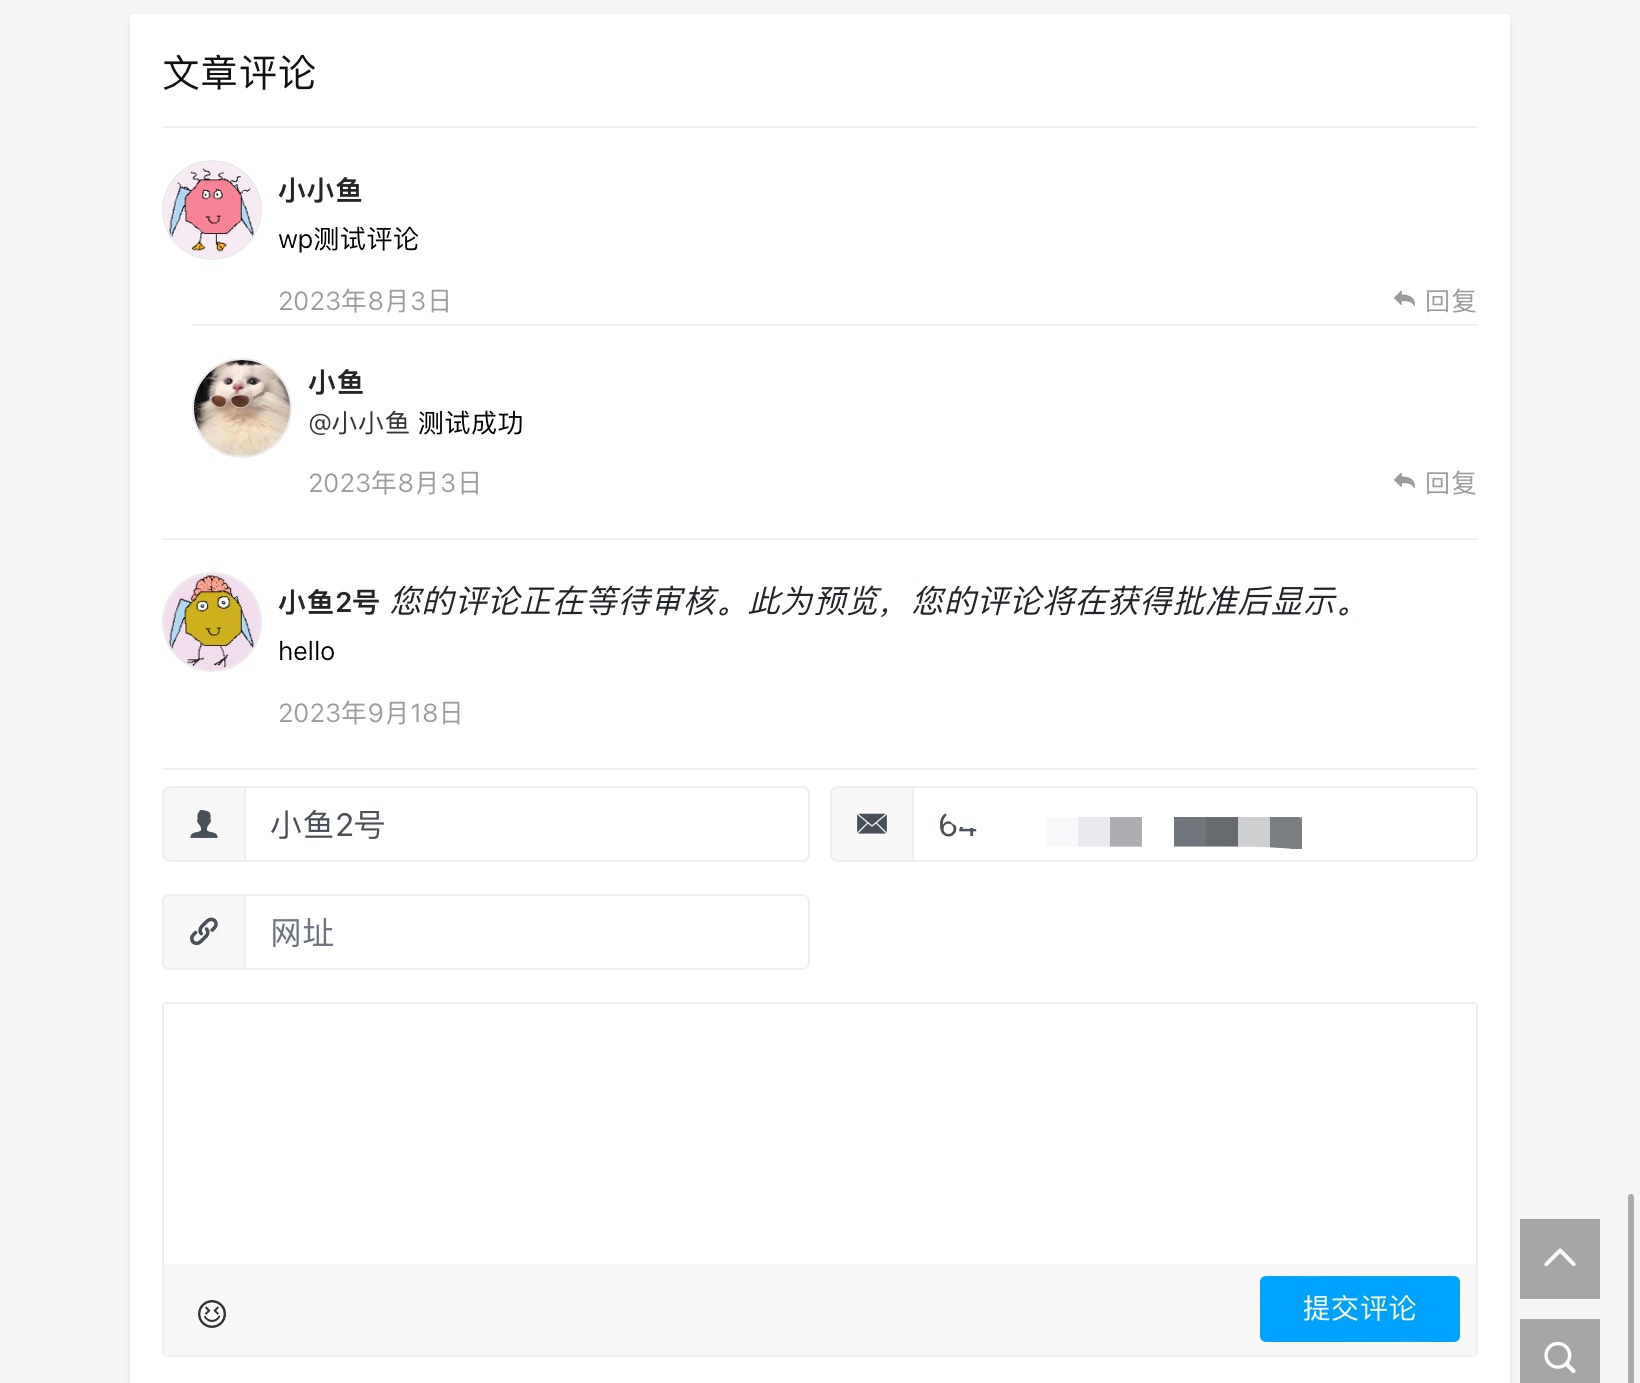 文章评论
小小鱼
wp测试评论
2023年8月3日
回复
小鱼
@小小鱼 测试成功
2023年8月3日
回复
小鱼2号 您的评论正在等待审核。此为预览，您的评论将在获得批准后显示。
hello
2023年9月18日
小鱼2号
网址
提交评论